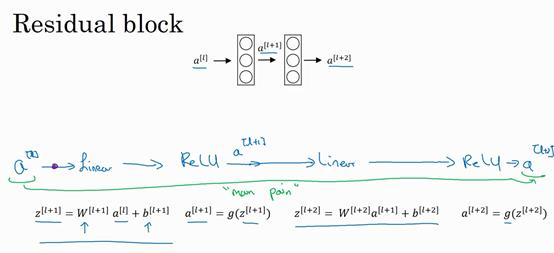 Residual block
a^[l] a^[l+1] a^[l+2]
a^[l] → Linear → ReLU a^[l+1] → Linear → ReLU → a^[l+2]
"main path"
z^[l+1] = W^[l+1] a^[l] + b^[l+1] a^[l+1] = g(z^[l+1]) z^[l+2] = W^[l+2] a^[l+1] + b^[l+2] a^[l+2] = g(z^[l+2])